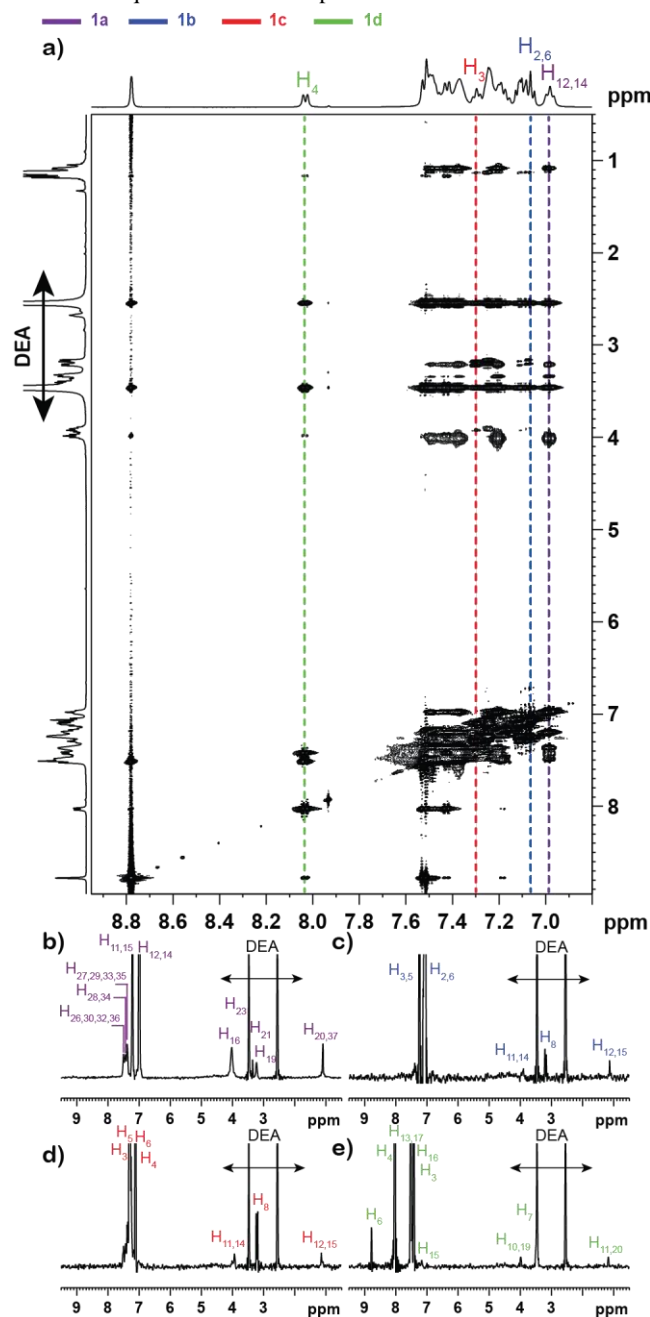 1a 1b 1c 1d
a)
H4 H3 H2,6 H12,14
ppm
1
2
DEA
3
4
5
6
7
8
8.8 8.6 8.4 8.2 8.0 7.8 7.6 7.4 7.2 7.0 ppm
b) H11,15 H12,14 DEA
H27,29,33,35
H28,34
H26,30,32,36
H23
H16 H21 H19 H20,37
9 8 7 6 5 4 3 ppm 1
c) DEA
H3,5 H2,6
H8
H11,14 H12,15
9 8 7 6 5 4 3 ppm 1
d) H5 H6 DEA
H3 H4
H8
H11,14 H12,15
9 8 7 6 5 4 3 ppm 1
e) H13,17 DEA
H4 H16
H3
H6 H7
H15 H10,19 H11,20
9 8 7 6 5 4 3 ppm 1